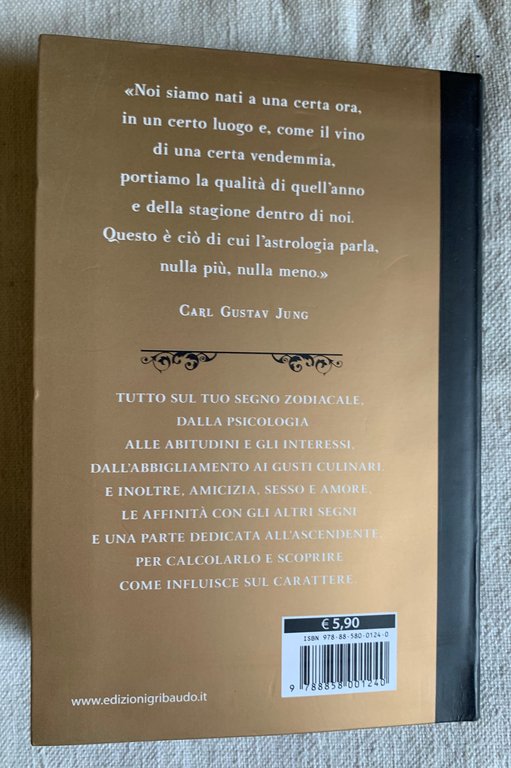 «Noi siamo nati a una certa ora,
in un certo luogo e, come il vino
di una certa vendemmia,
portiamo la qualità di quell'anno
e della stagione dentro di noi.
Questo è ciò di cui l'astrologia parla,
nulla più, nulla meno.»
Carl Gustav Jung
TUTTO SUL TUO SEGNO ZODIACALE,
DALLA PSICOLOGIA
ALLE ABITUDINI E GLI INTERESSI,
DALL'ABBIGLIAMENTO AI GUSTI CULINARI.
E INOLTRE, AMICIZIA, SESSO E AMORE,
LE AFFINITÀ CON GLI ALTRI SEGNI
E UNA PARTE DEDICATA ALL'ASCENDENTE,
PER CALCOLARLO E SCOPRIRE
COME INFLUISCE SUL CARATTERE.
€ 5,90
ISBN 978-88-580-0124-0
9 788858 001240
www.edizionigribaudo.it